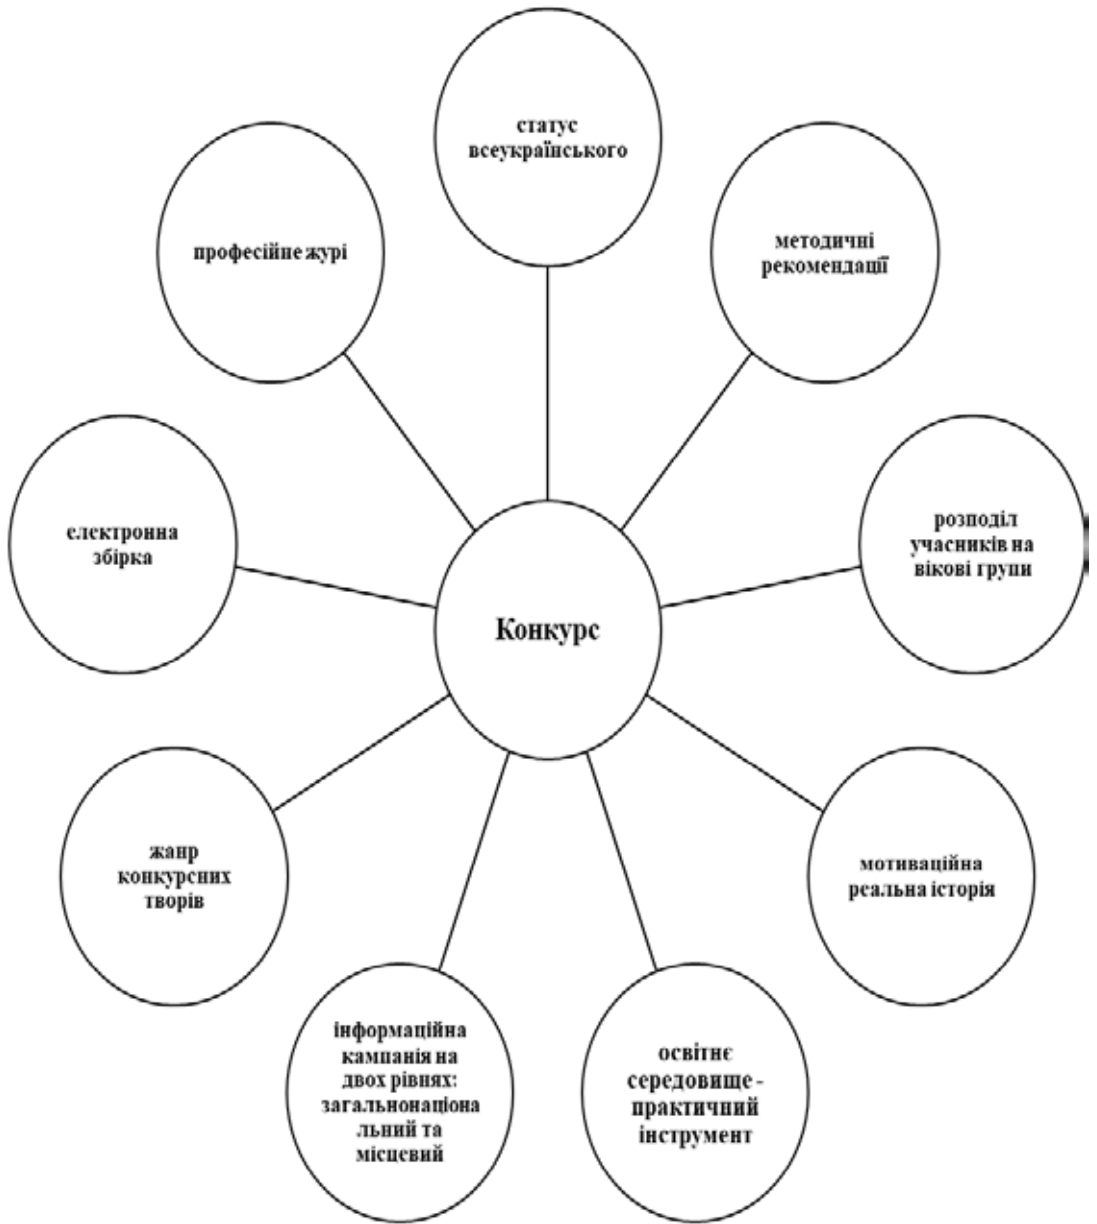 статус
всеукраїнського
методичні
рекомендації
розподіл
учасників на
вікові групи
мотиваційна
реальна історія
освітнє
середовище -
практичний
інструмент
інформаційна
кампанія на
двох рівнях:
загальнонаціона
льний та
місцевий
жанр
конкурсних
творів
електронна
збірка
професійне журі
Конкурс